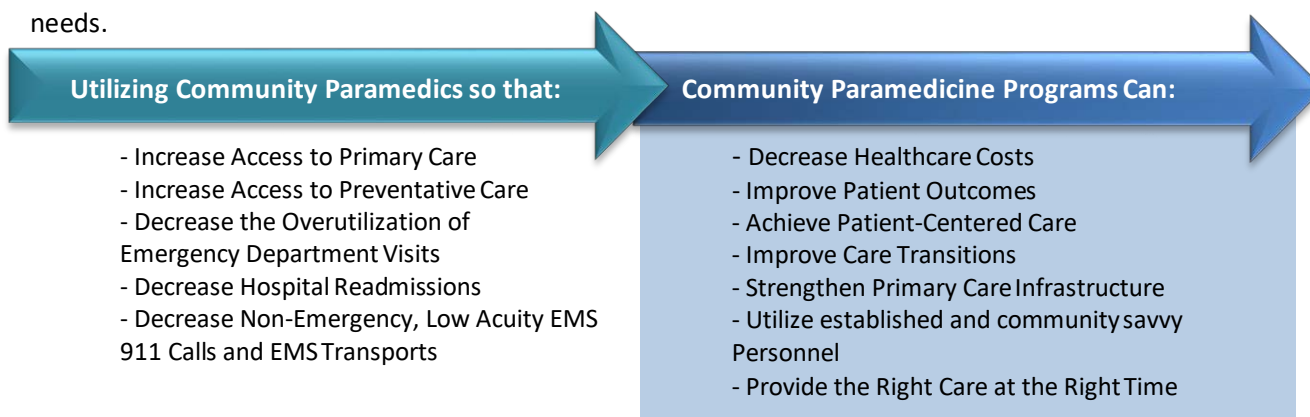 needs.
Utilizing Community Paramedics so that:
- Increase Access to Primary Care
- Increase Access to Preventative Care
- Decrease the Overutilization of
Emergency Department Visits
- Decrease Hospital Readmissions
- Decrease Non-Emergency, Low Acuity EMS
911 Calls and EMS Transports
Community Paramedicine Programs Can:
- Decrease Healthcare Costs
- Improve Patient Outcomes
- Achieve Patient-Centered Care
- Improve Care Transitions
- Strengthen Primary Care Infrastructure
- Utilize established and community savvy
Personnel
- Provide the Right Care at the Right Time